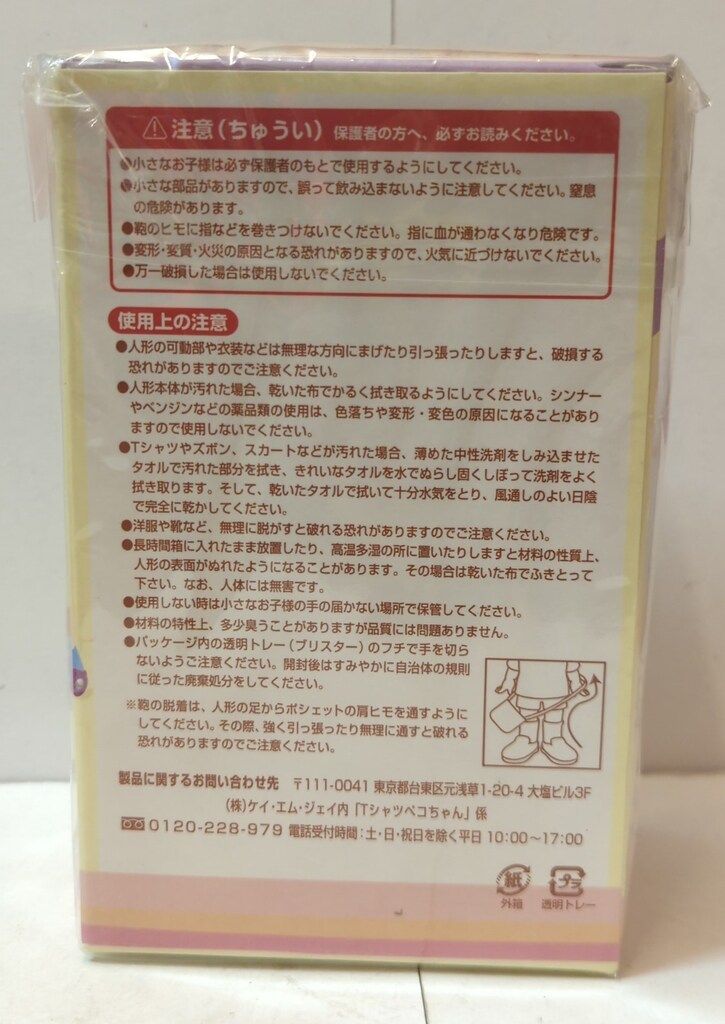 注意(ちゅうい) 保護者の方へ、必ずお読みください。
●小さなお子様は必ず保護者のもとで使用するようにしてください。
●小さな部品がありますので、誤って飲み込まないように注意してください。窒息
の危険があります。
●鞄のヒモに指などを巻きつけないでください。指に血が通わなくなり危険です。
●変形・変質・火災の原因となる恐れがありますので、火気に近づけないでください。
●万一破損した場合は使用しないでください。
使用上の注意
●人形の可動部や衣装などは無理な方向にまげたり引っ張ったりしますと、破損する
恐れがありますのでご注意ください。
●人形本体が汚れた場合、乾いた布でかるく拭き取るようにしてください。シンナー
やベンジンなどの薬品類の使用は、色落ちや変形・変色の原因になることがあり
ますので使用しないでください。
●Tシャツやズボン、スカートなどが汚れた場合、薄めた中性洗剤をしみ込ませた
タオルで汚れた部分を拭き、きれいなタオルを水でぬらし固くしぼって洗剤をよく
拭き取ります。そして、乾いたタオルで拭いて十分水気をとり、風通しのよい日陰
で完全に乾かしてください。
●洋服や靴など、無理に脱がすと破れる恐れがありますのでご注意ください。
●長時間箱に入れたまま放置したり、高温多湿の所に置いたりしますと材料の性質上、
人形の表面がぬれたようになることがあります。その場合は乾いた布でふきとって
下さい。なお、人体には無害です。
●使用しない時は小さなお子様の手の届かない場所で保管してください。
●材料の特性上、多少臭うことがありますが品質には問題ありません。
●パッケージ内の透明トレー(ブリスター)のフチで手を切ら
ないようご注意ください。開封後はすみやかに自治体の規則
に従った廃棄処分をしてください。
※鞄の脱着は、人形の足からポシェットの肩ヒモを通すように
してください。その際、強く引っ張ったり無理に通すと破れる
恐れがありますのでご注意ください。
製品に関するお問い合わせ先 〒111-0041 東京都台東区元浅草1-20-4 大塩ビル3F
(株)ケイ・エム・ジェイ内「Tシャツペコちゃん」係
0120-228-979 電話受付時間:土・日・祝日を除く平日 10:00〜17:00
紙 プラ
外箱 透明トレー